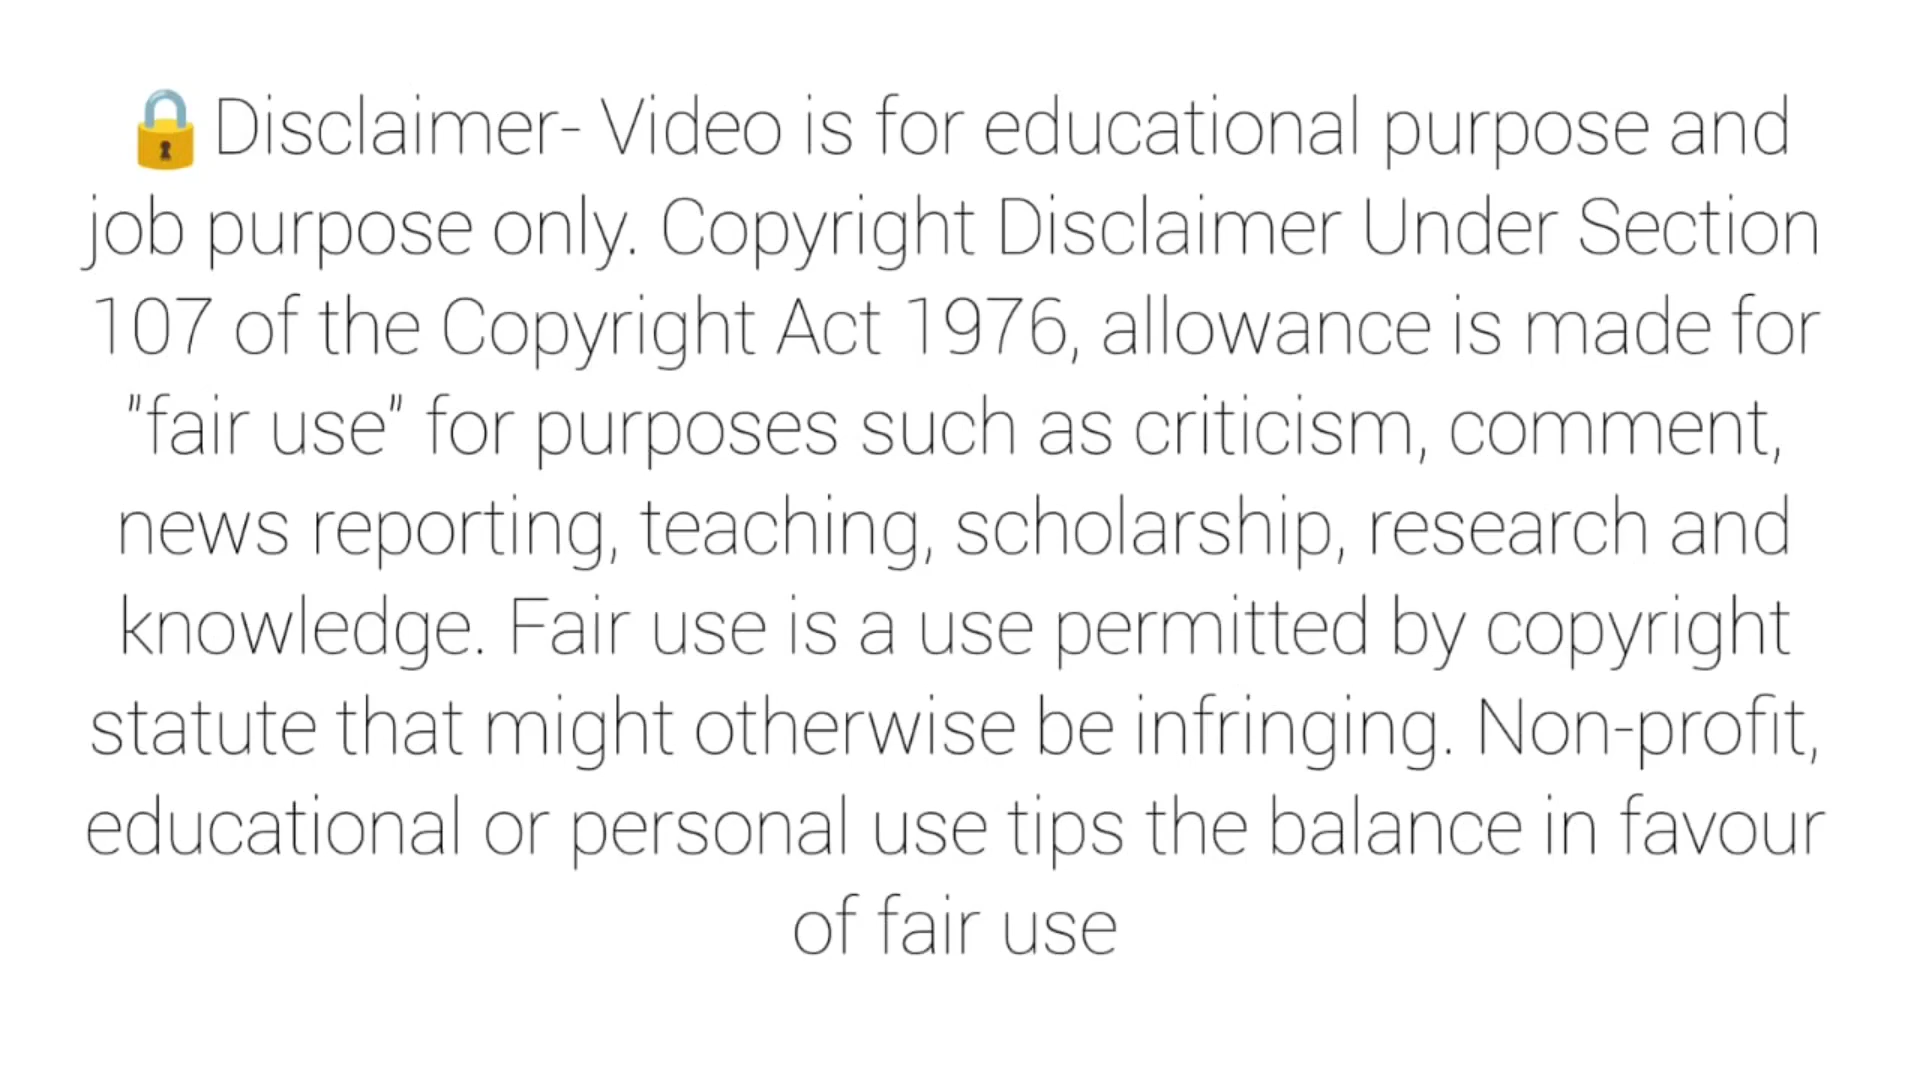 🔒Disclaimer- Video is for educational purpose and
job purpose only. Copyright Disclaimer Under Section
107 of the Copyright Act 1976, allowance is made for
"fair use" for purposes such as criticism, comment,
news reporting, teaching, scholarship, research and
knowledge. Fair use is a use permitted by copyright
statute that might otherwise be infringing. Non-profit,
educational or personal use tips the balance in favour
of fair use